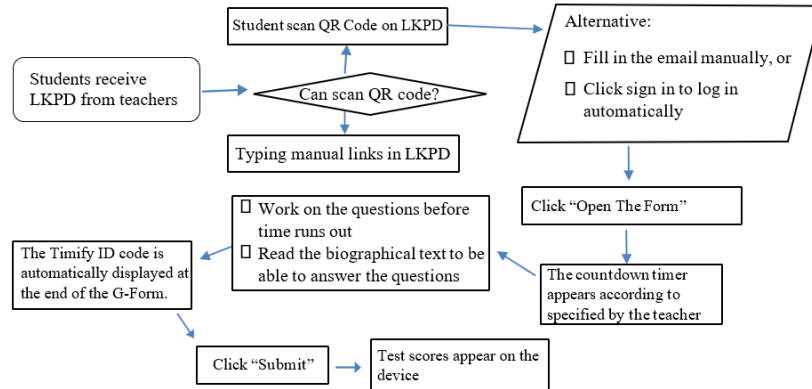 Student scan QR Code on LKPD
Alternative:
Fill in the email manually, or
Click sign in to log in
automatically
Students receive
LKPD from teachers
Can scan QR code?
Typing manual links in LKPD
Click “Open The Form”
Work on the questions before
time runs out
Read the biographical text to be
able to answer the questions
The Timify ID code is
automatically displayed at
the end of the G-Form.
The countdown timer
appears according to
specified by the teacher
Click “Submit”
Test scores appear on the
device